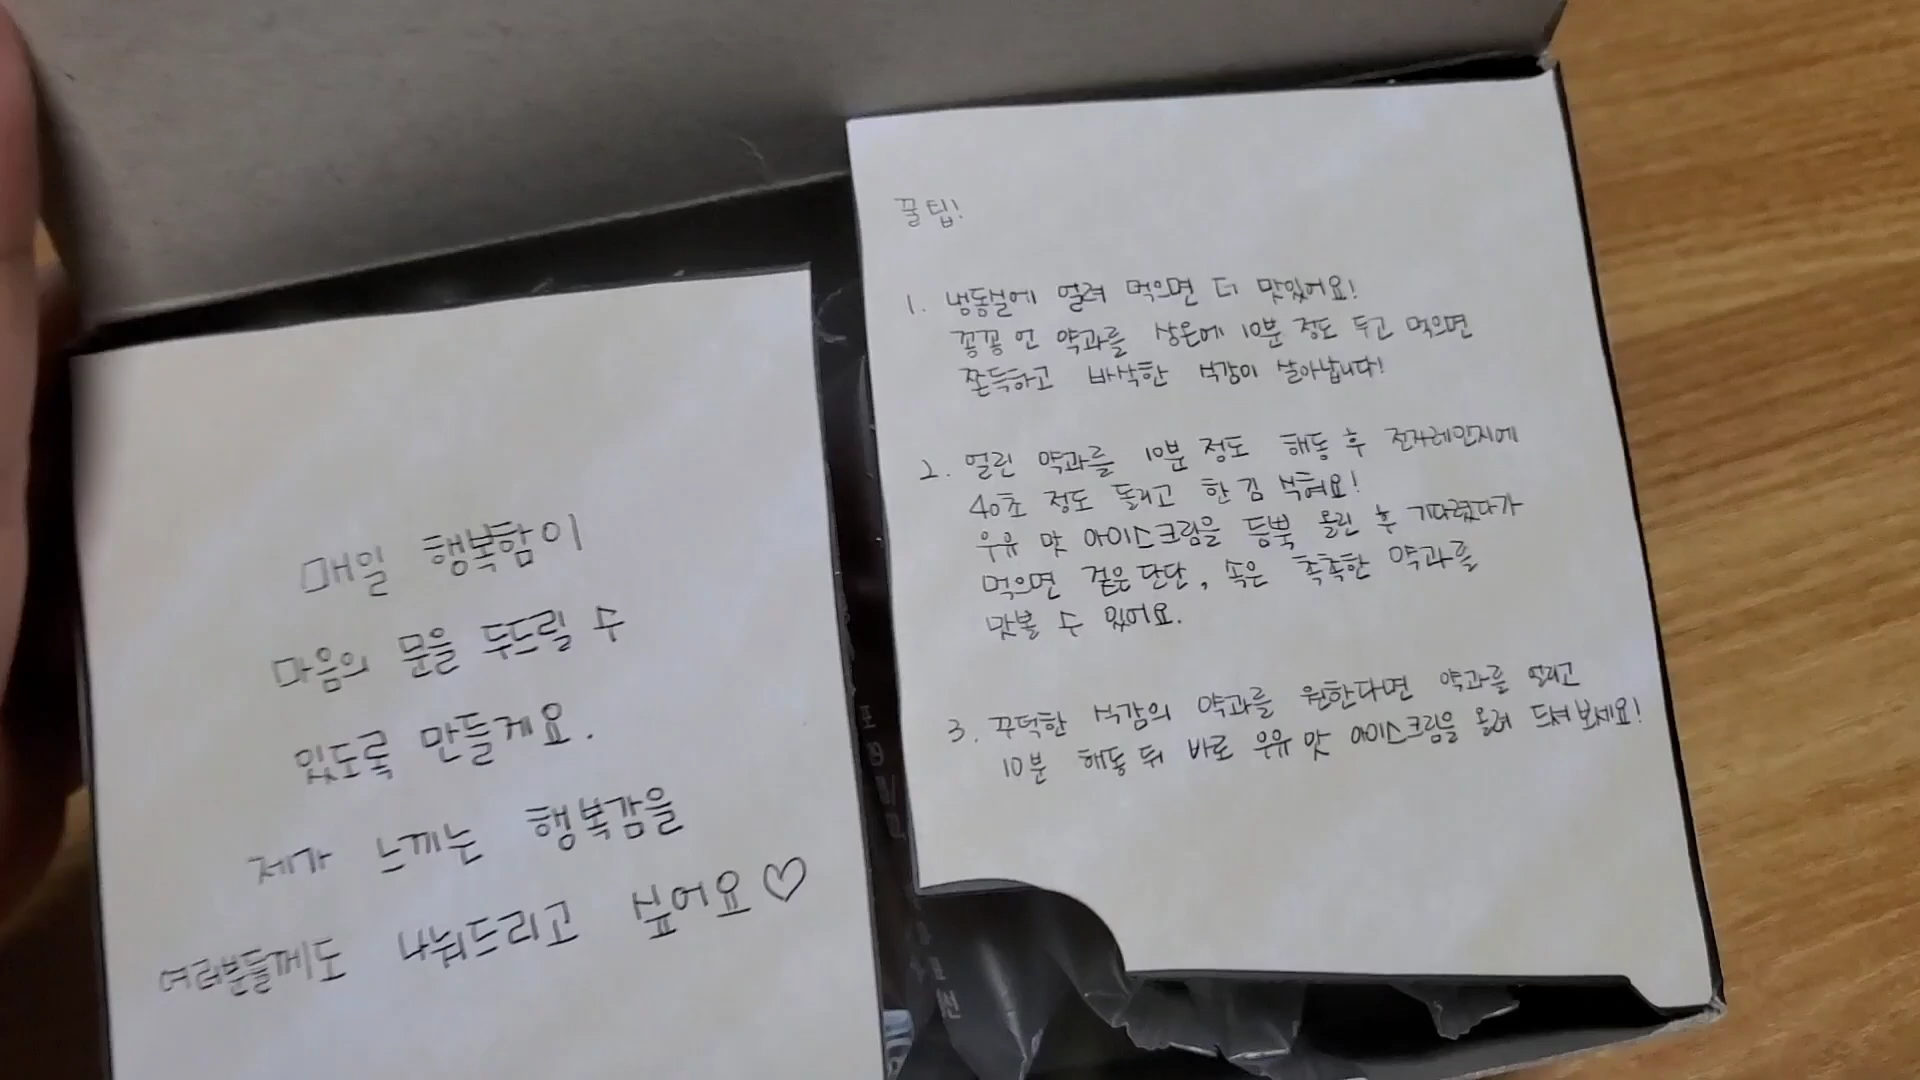 매일 행복함이
마음의 문을 두드릴 수
있도록 만들게요.
제가 느끼는 행복감을
여러분들께도 나눠드리고 싶어요♡
꿀팁!
1. 냉동실에 얼려 먹으면 더 맛있어요!
꽁꽁 언 약과를 상온에 10분 정도 두고 먹으면
쫀득하고 바삭한 식감이 살아납니다!
2. 얼린 약과를 10분 정도 해동 후 전자레인지에
40초 정도 돌리고 한 김 식혀요!
우유 맛 아이스크림을 듬뿍 올린 후 기다렸다가
먹으면 겉은 단단, 속은 촉촉한 약과를
맛볼 수 있어요.
3. 꾸덕한 식감의 약과를 원한다면 약과를 얼리고
10분 해동 뒤 바로 우유 맛 아이스크림을 올려 드셔보세요!